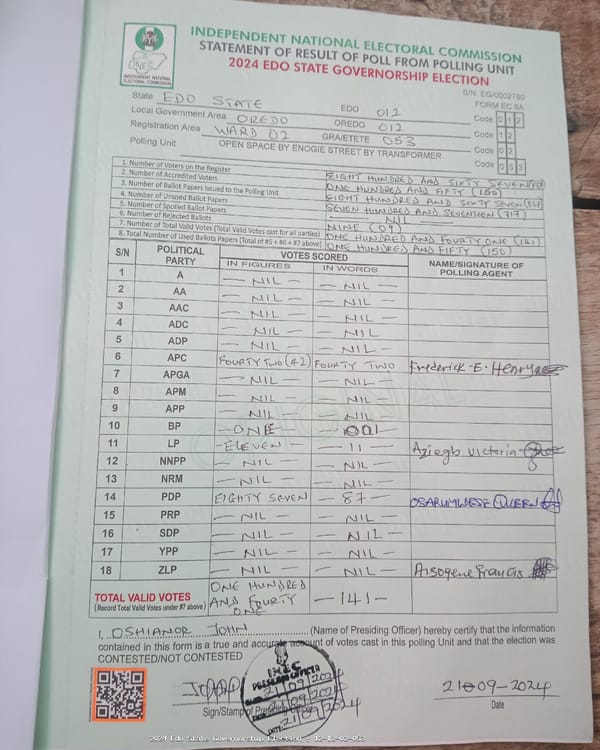 INDEPENDENT NATIONAL ELECTORAL COMMISSION
STATEMENT OF RESULT OF POLL FROM POLLING UNIT
2024 EDO STATE GOVERNORSHIP ELECTION
INEC
INDEPENDENT NATIONAL ELECTORAL COMMISSION
S/N: EG/0002780
FORM EC 8A
State EDO STATE EDO 012 Code 0 1 2
Local Government Area OREDO OREDO 012 Code 1 2
Registration Area WARD 02 GRA/ETETE 053 Code 0 2
Polling Unit OPEN SPACE BY ENOGIE STREET BY TRANSFORMER Code 0 5 3
1. Number of Voters on the Register EIGHT HUNDRED AND SIXTY SEVEN
2. Number of Accredited Voters ONE HUNDRED AND FIFTY (150)
3. Number of Ballot Papers Issued to the Polling Unit EIGHT HUNDRED AND SIXTY SEVEN (867)
4. Number of Unused Ballot Papers SEVEN HUNDRED AND SEVENTEEN (717)
5. Number of Spoiled Ballot Papers — NIL —
6. Number of Rejected Ballots NINE (09)
7. Number of Total Valid Votes (Total Valid Votes cast for all parties) ONE HUNDRED AND FOURTY ONE (141)
8. Total Number of Used Ballot Papers (Total of #5 + #6 + #7 above) ONE HUNDRED AND FIFTY (150)
S/N POLITICAL PARTY VOTES SCORED NAME/SIGNATURE OF POLLING AGENT
IN FIGURES IN WORDS
1 A — NIL — — NIL —
2 AA — NIL — — NIL —
3 AAC — NIL — — NIL —
4 ADC — NIL — — NIL
5 ADP — NIL — — NIL —
6 APC FOURTY TWO (42) FOURTY TWO Frederick-E. Henry
7 APGA — NIL — — NIL —
8 APM — NIL — — NIL —
9 APP — NIL — — NIL
10 BP — ONE — 001 —
11 LP -ELEVEN — — 11 — Aziegb Victoria
12 NNPP — NIL — — NIL —
13 NRM — NIL — — NIL —
14 PDP EIGHTY SEVEN — 87 — OSARUMWESE QUEEN
15 PRP — NIL — — NIL —
16 SDP — NIL — — NIL —
17 YPP — NIL — — NIL —
18 ZLP — NIL — — NIL — Aisogene Francis
TOTAL VALID VOTES ONE HUNDRED AND FOURTY ONE — 141 —
(Record Total Valid Votes under #7 above)
I, OSHIANOR JOHN (Name of Presiding Officer) hereby certify that the information
contained in this form is a true and accurate account of votes cast in this polling Unit and that the election was
CONTESTED/NOT CONTESTED
INEC
PRESIDING OFFICER
21/09/2024
21/09/2024
DATE: 21/09/2024
Sign/Stamp of Presiding
21-09-2024
Date
2024 Edo State Governorship Election - 12-12-02-053